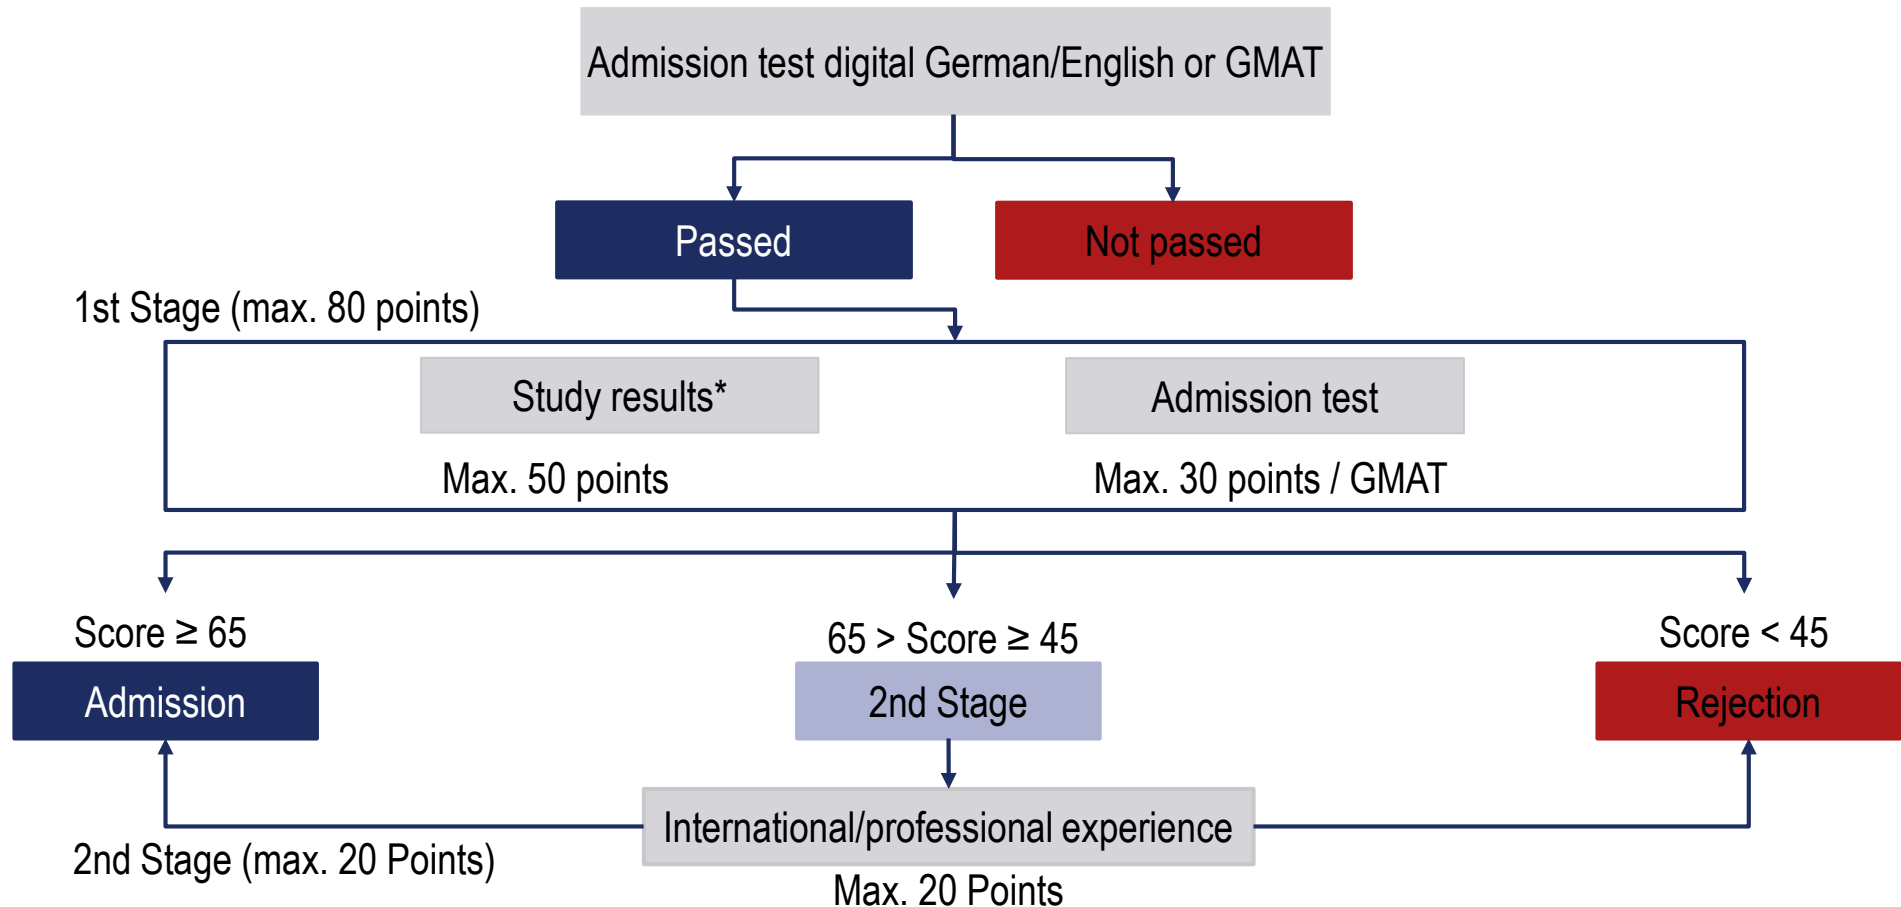 Admission test digital German/English or GMAT
Passed
Not passed
1st Stage (max. 80 points)
Study results*
Admission test
Max. 50 points
Max. 30 points / GMAT
Score ≥ 65
65 > Score ≥ 45
Score < 45
Admission
2nd Stage
Rejection
International/professional experience
2nd Stage (max. 20 Points)
Max. 20 Points